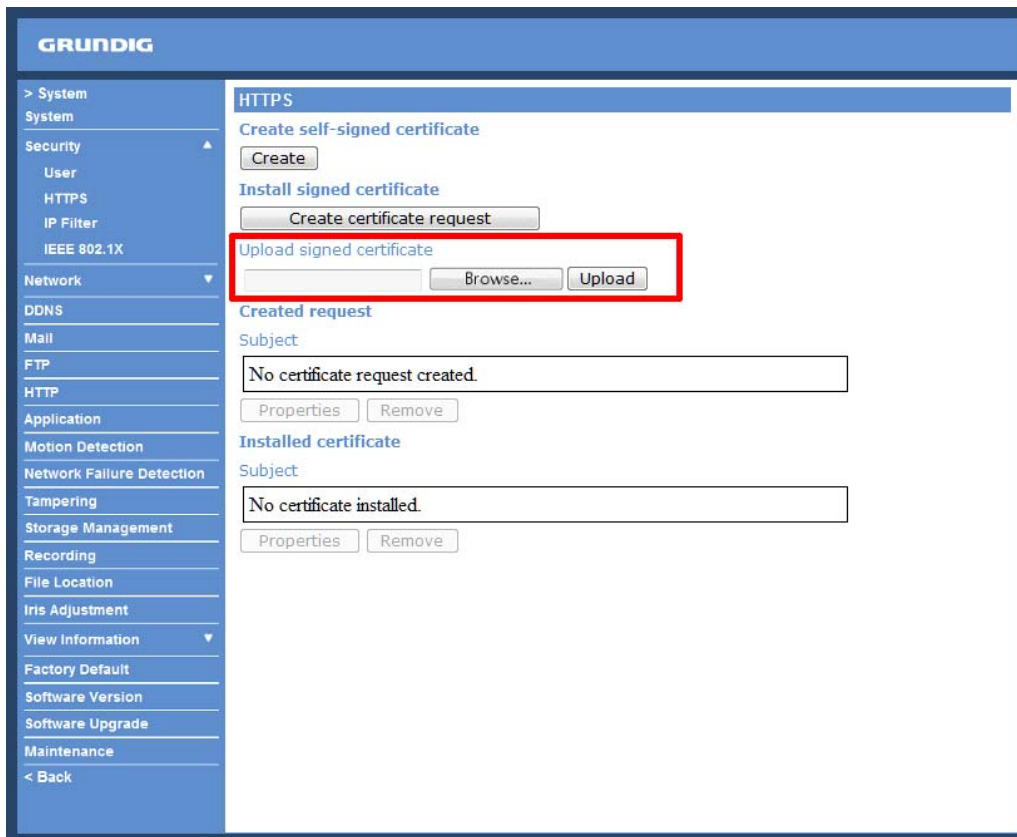 GRUNDIG
> System
System
Security
User
HTTPS
IP Filter
IEEE 802.1X
Network
DDNS
Mail
FTP
HTTP
Application
Motion Detection
Network Failure Detection
Tampering
Storage Management
Recording
File Location
Iris Adjustment
View Information
Factory Default
Software Version
Software Upgrade
Maintenance
< Back
HTTPS
Create self-signed certificate
Create
Install signed certificate
Create certificate request
Upload signed certificate
Browse... Upload
Created request
Subject
No certificate request created.
Properties Remove
Installed certificate
Subject
No certificate installed.
Properties Remove